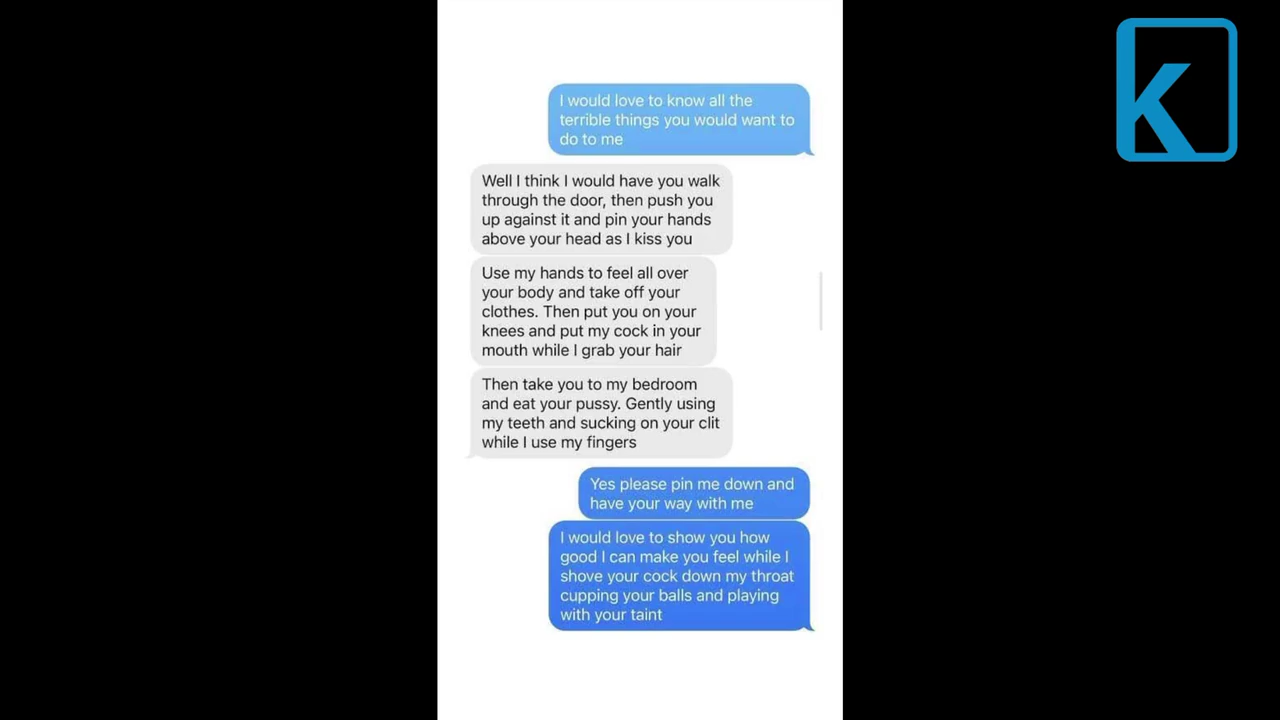 I would love to know all the
terrible things you would want to
do to me
Well I think I would have you walk
through the door, then push you
up against it and pin your hands
above your head as I kiss you
Use my hands to feel all over
your body and take off your
clothes. Then put you on your
knees and put my cock in your
mouth while I grab your hair
Then take you to my bedroom
and eat your pussy. Gently using
my teeth and sucking on your clit
while I use my fingers
Yes please pin me down and
have your way with me
I would love to show you how
good I can make you feel while I
shove your cock down my throat
cupping your balls and playing
with your taint
K